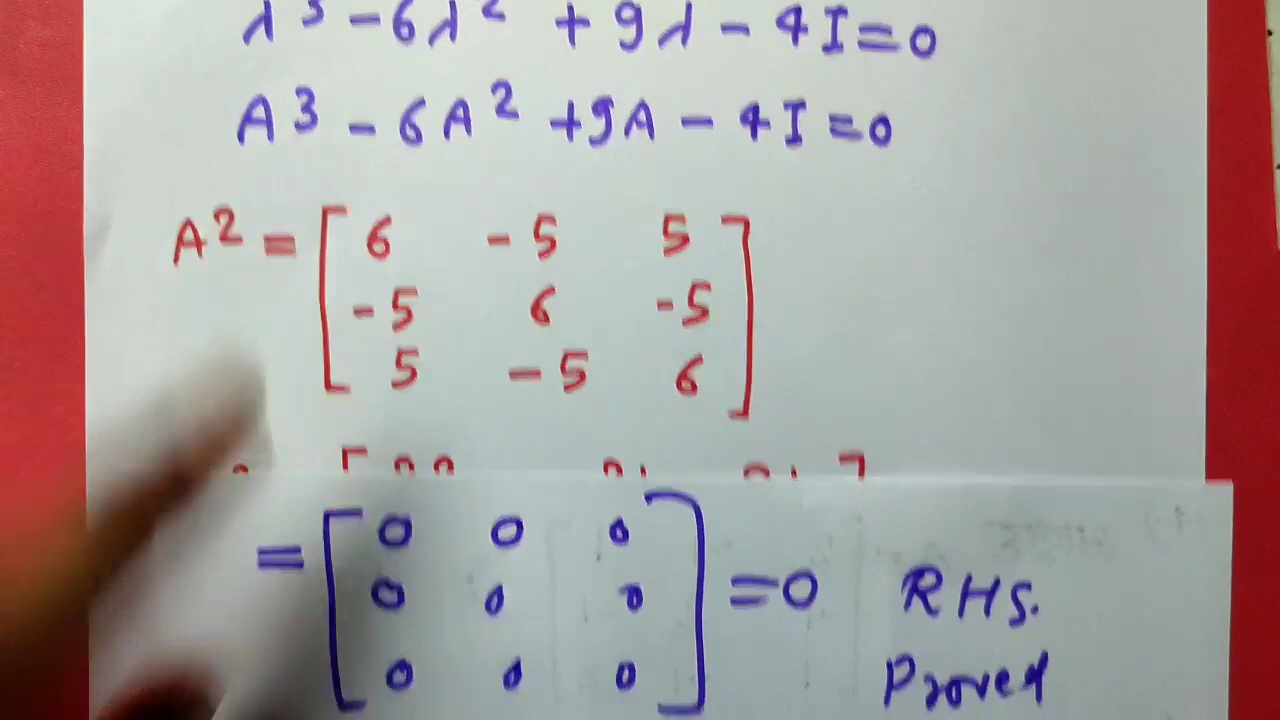 λ³ - 6λ² + 9λ - 4I = 0
A³ - 6A² + 9A - 4I = 0
A² = [ 6 -5 5
-5 6 -5
5 -5 6 ]
= [ 0 0 0
0 0 0
0 0 0 ] = 0 RHS.
Proved